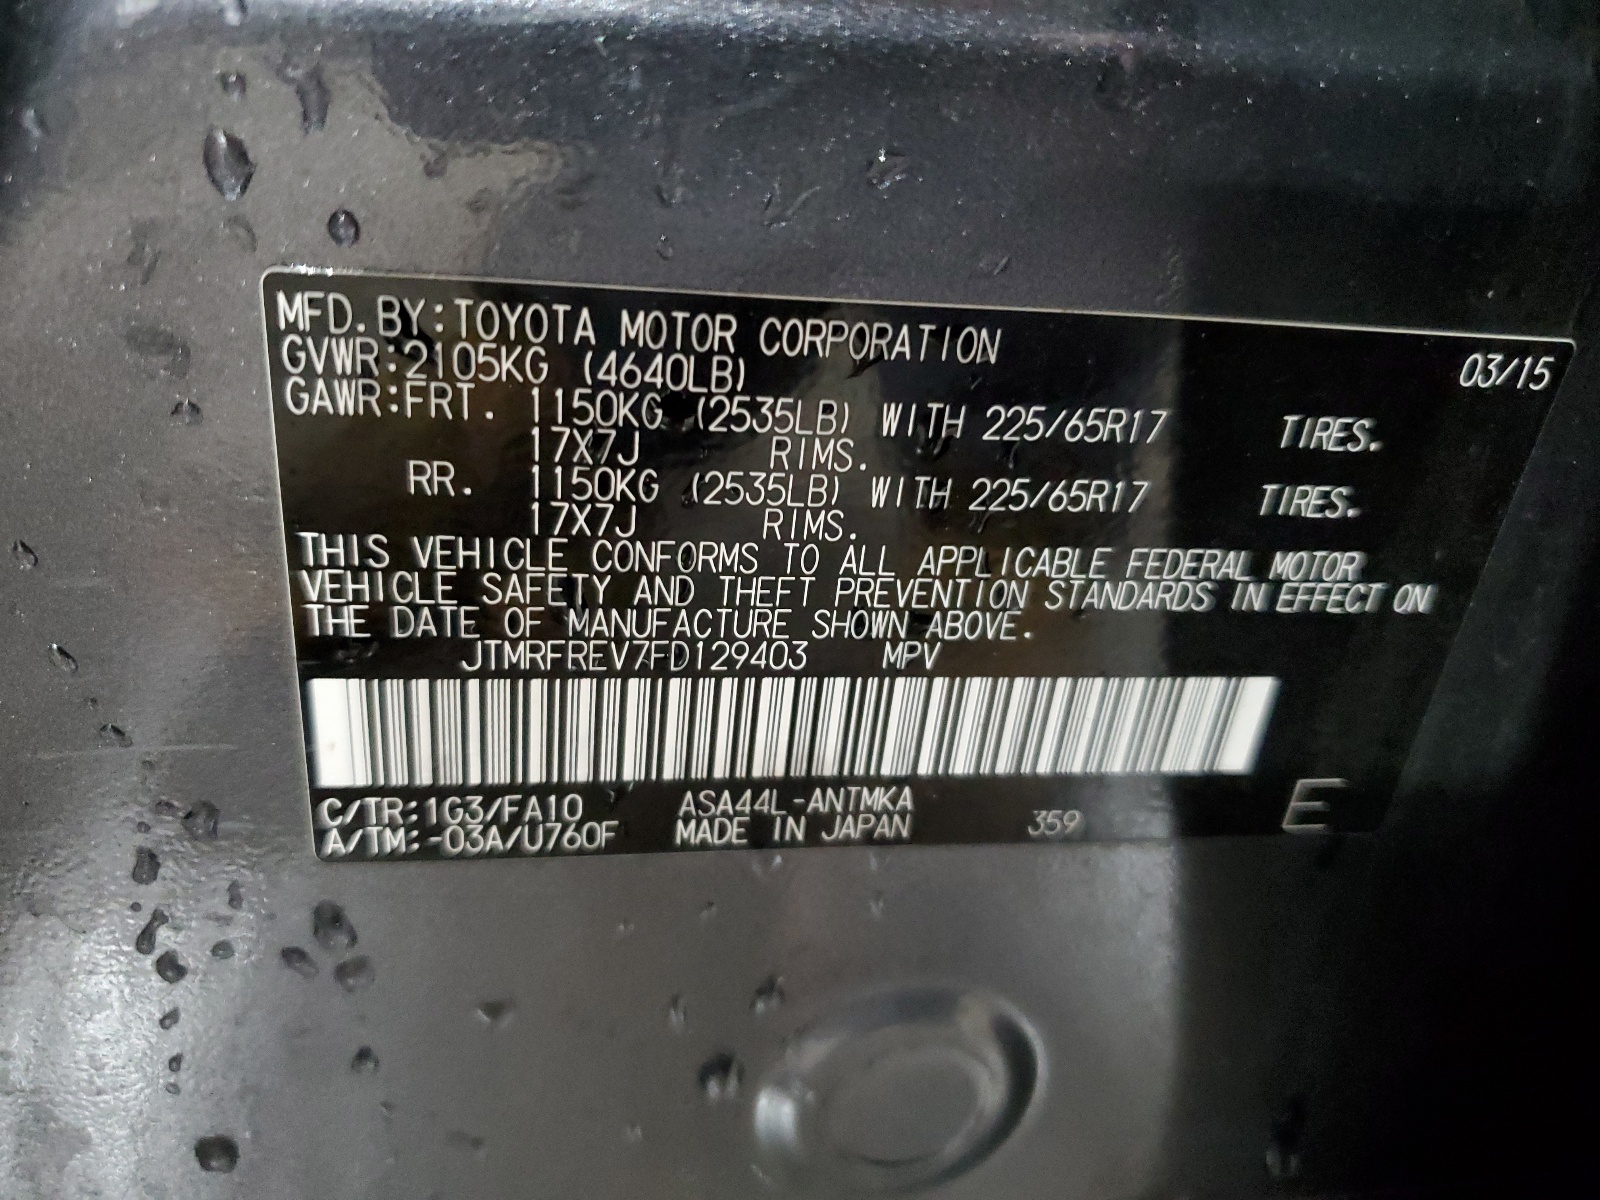 MFD. BY: TOYOTA MOTOR CORPORATION 03/15
GVWR: 2105KG (4640LB)
GAWR: FRT. 1150KG (2535LB) WITH 225/65R17 TIRES.
17X7J RIMS.
RR. 1150KG (2535LB) WITH 225/65R17 TIRES.
17X7J RIMS.
THIS VEHICLE CONFORMS TO ALL APPLICABLE FEDERAL MOTOR
VEHICLE SAFETY AND THEFT PREVENTION STANDARDS IN EFFECT ON
THE DATE OF MANUFACTURE SHOWN ABOVE.
JTMRFREV7FD129403 MPV
C/TR: 1G3/FA10 ASA44L-ANTMKA
A/TM: -03A/U760F MADE IN JAPAN 359 E